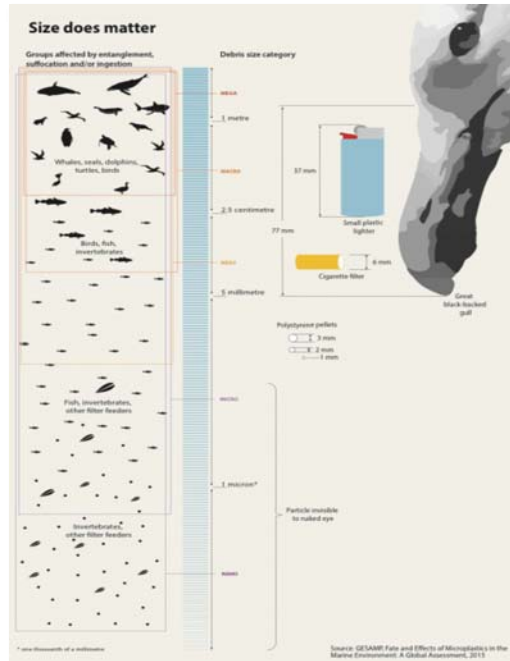 Size does matter
Groups affected by entanglement,
suffocation and/or ingestion
Debris size category
MEGA
1 metre
Whales, seals, dolphins,
turtles, birds
MACRO
2.5 centimetre
Birds, fish,
invertebrates
MESO
5 millimetre
37 mm
Small plastic
lighter
77 mm
Cigarette filter
6 mm
Great
black-backed
gull
Polystyrene pellets
3 mm
2 mm
1 mm
Fish, invertebrates,
other filter feeders
MICRO
1 micron*
Particle invisible
to naked eye
Invertebrates,
other filter feeders
NANO
* one thousands of a millimetre
Source: GESAMP, Fate and Effects of Microplastics in the
Marine Environment: A Global Assessment, 2015